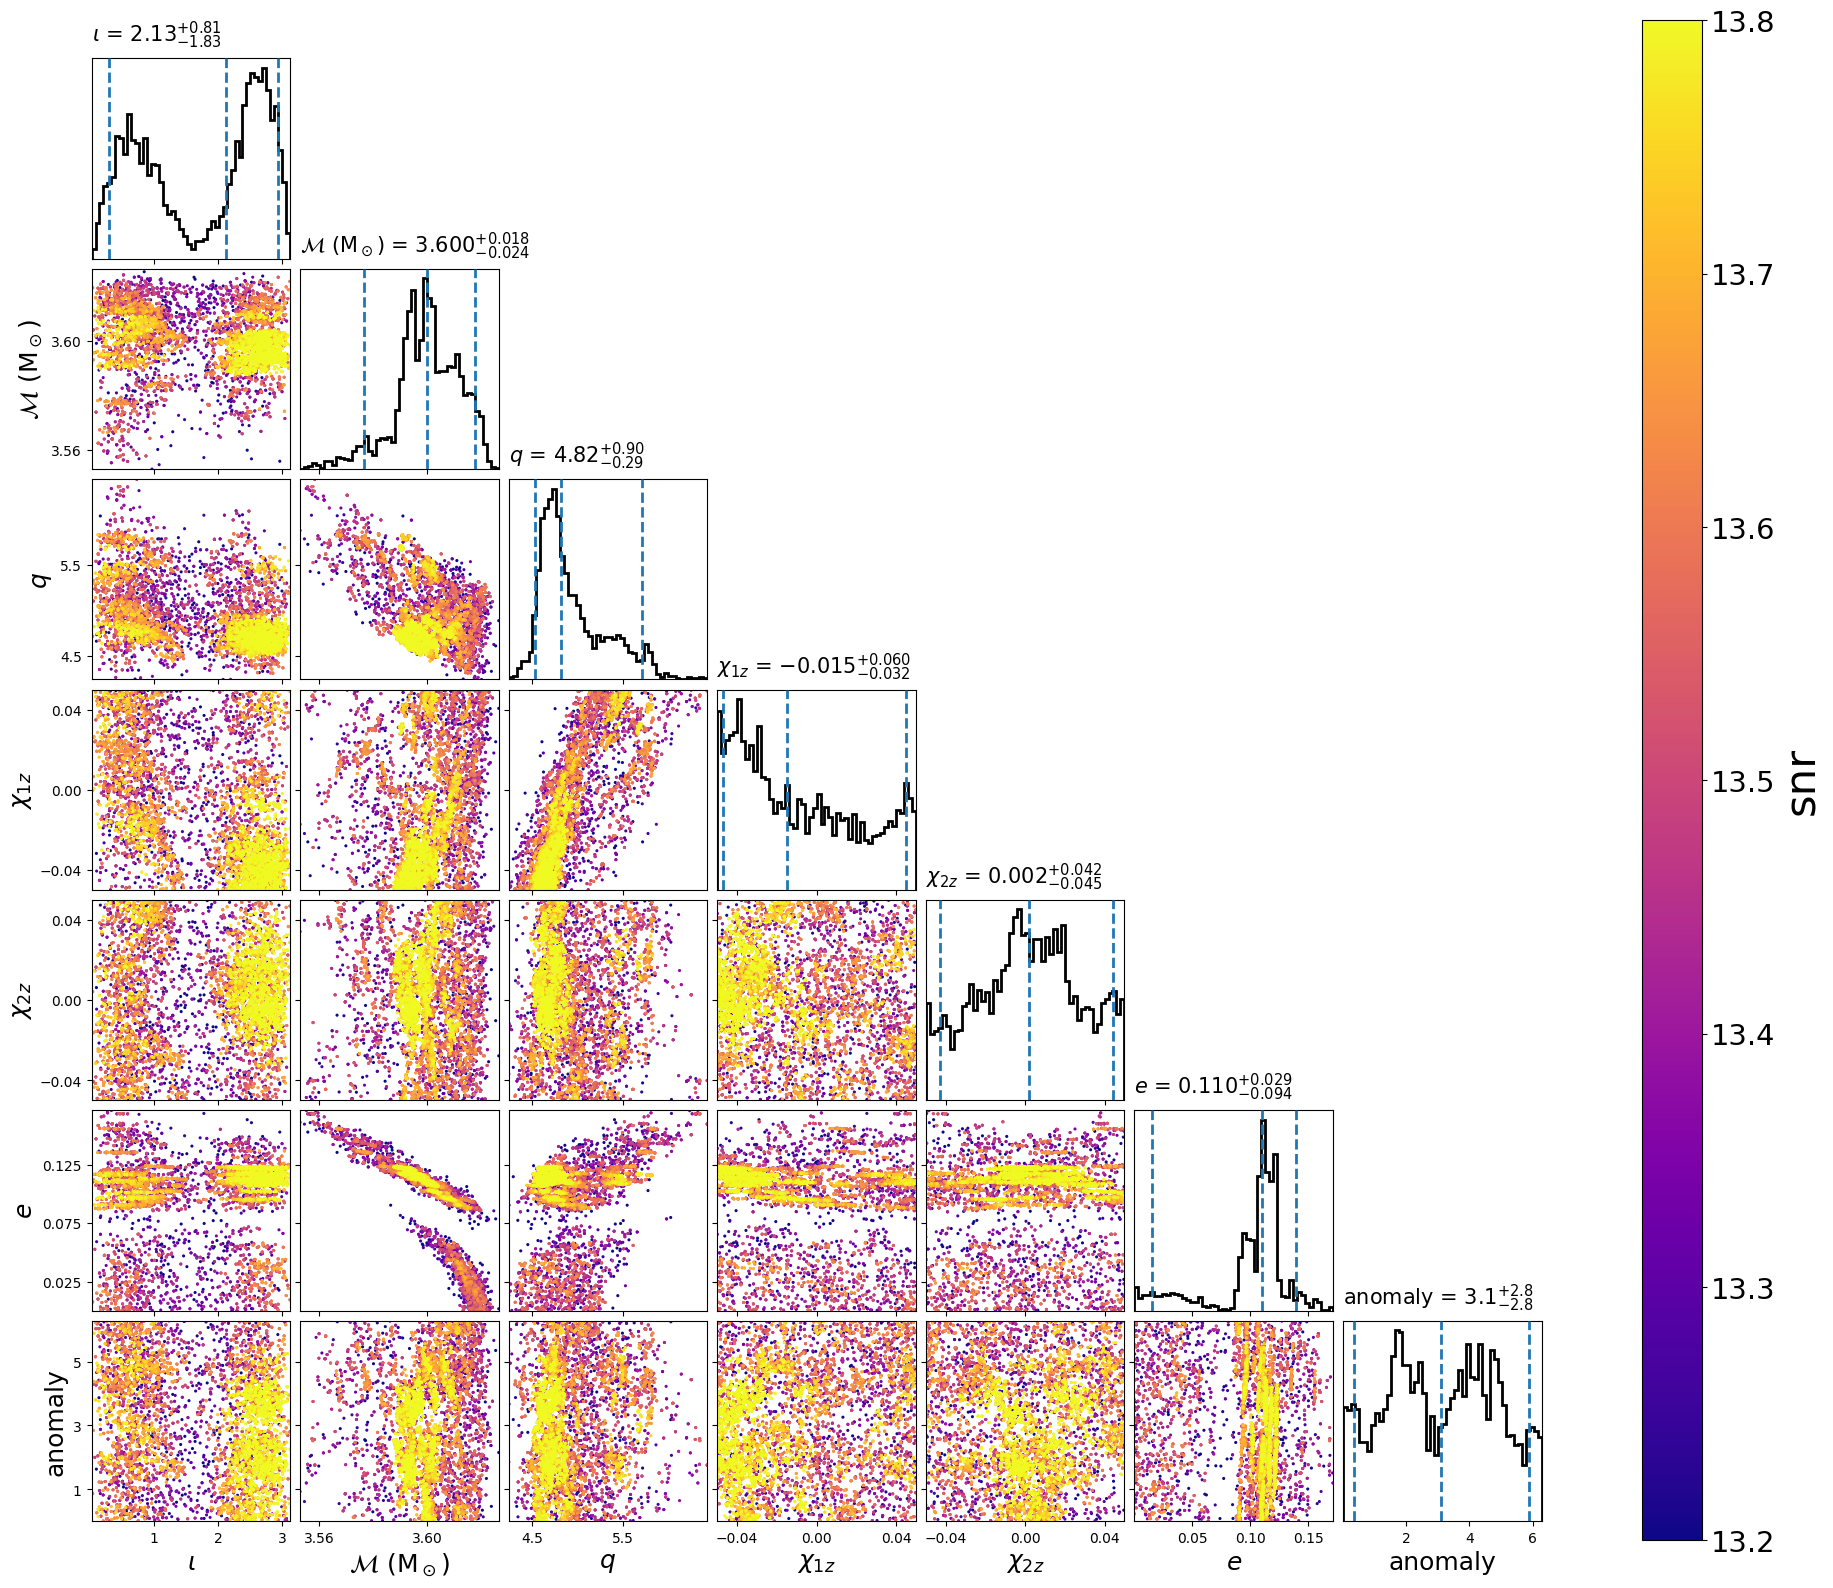 ι = 2.13+0.81−1.83
ℳ (M⊙) = 3.600+0.018−0.024
q = 4.82+0.90−0.29
χ1z = −0.015+0.060−0.032
χ2z = 0.002+0.042−0.045
e = 0.110+0.029−0.094
anomaly = 3.1+2.8−2.8
ℳ (M⊙)
3.60
3.56
q
5.5
4.5
χ1z
0.04
0.00
−0.04
χ2z
0.04
0.00
−0.04
e
0.125
0.075
0.025
anomaly
5
3
1
1 2 3
3.56 3.60
4.5 5.5
−0.04 0.00 0.04
−0.04 0.00 0.04
0.05 0.10 0.15
2 4 6
ι
ℳ (M⊙)
q
χ1z
χ2z
e
anomaly
13.8
13.7
13.6
13.5
13.4
13.3
13.2
snr